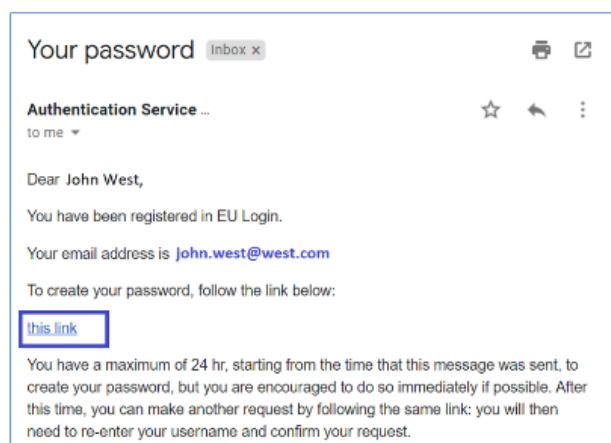 Your password Inbox x
Authentication Service ...
to me
Dear John West,
You have been registered in EU Login.
Your email address is John.west@west.com
To create your password, follow the link below:
this link
You have a maximum of 24 hr, starting from the time that this message was sent, to
create your password, but you are encouraged to do so immediately if possible. After
this time, you can make another request by following the same link: you will then
need to re-enter your username and confirm your request.